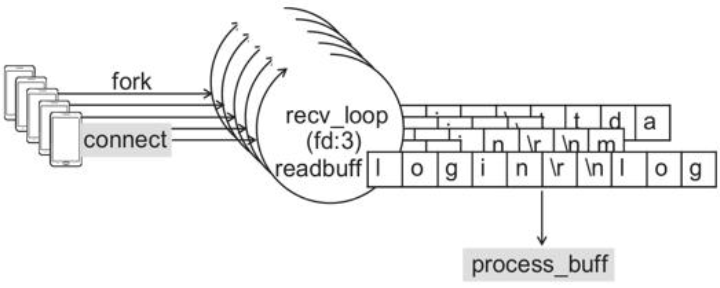 fork
connect
recv_loop
(fd:3)
readbuff
t d a
i n \r \n m
l o g i n \r \n l o g
process_buff